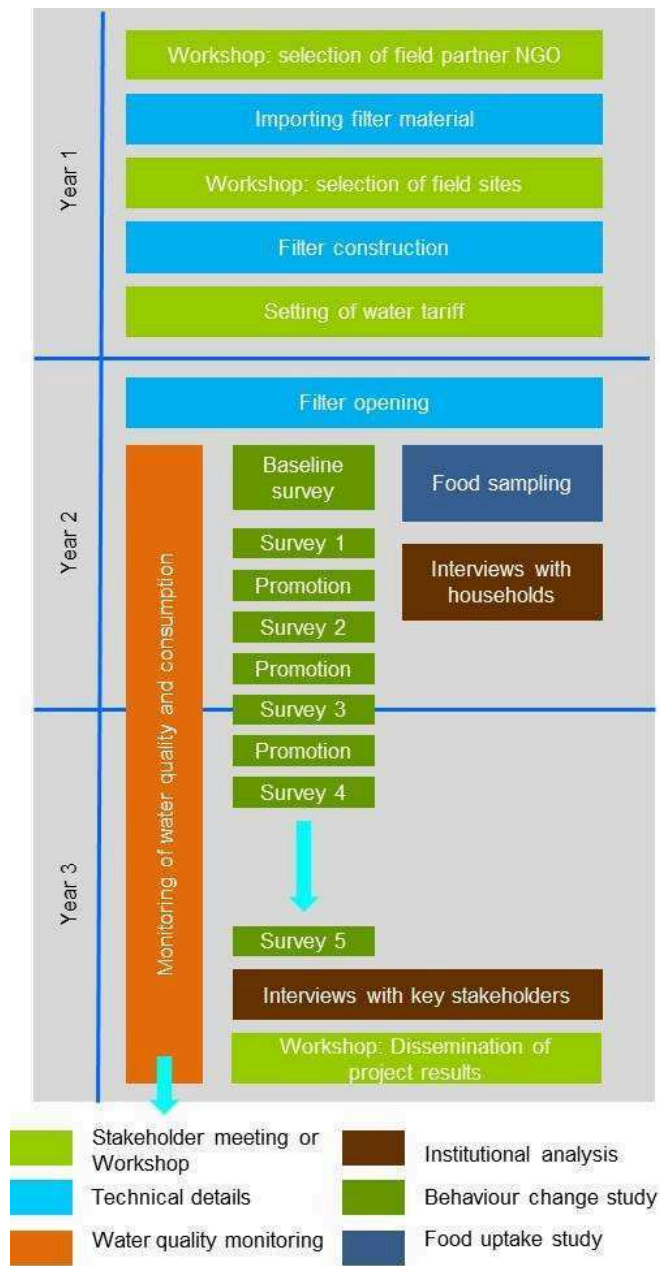 Year 1
Workshop: selection of field partner NGO
Importing filter material
Workshop: selection of field sites
Filter construction
Setting of water tariff
Year 2
Filter opening
Monitoring of water quality and consumption
Baseline
survey
Survey 1
Promotion
Survey 2
Promotion
Survey 3
Promotion
Survey 4
Food sampling
Interviews with
households
Year 3
Survey 5
Interviews with key stakeholders
Workshop: Dissemination of
project results
Stakeholder meeting or
Workshop
Technical details
Water quality monitoring
Institutional analysis
Behaviour change study
Food uptake study